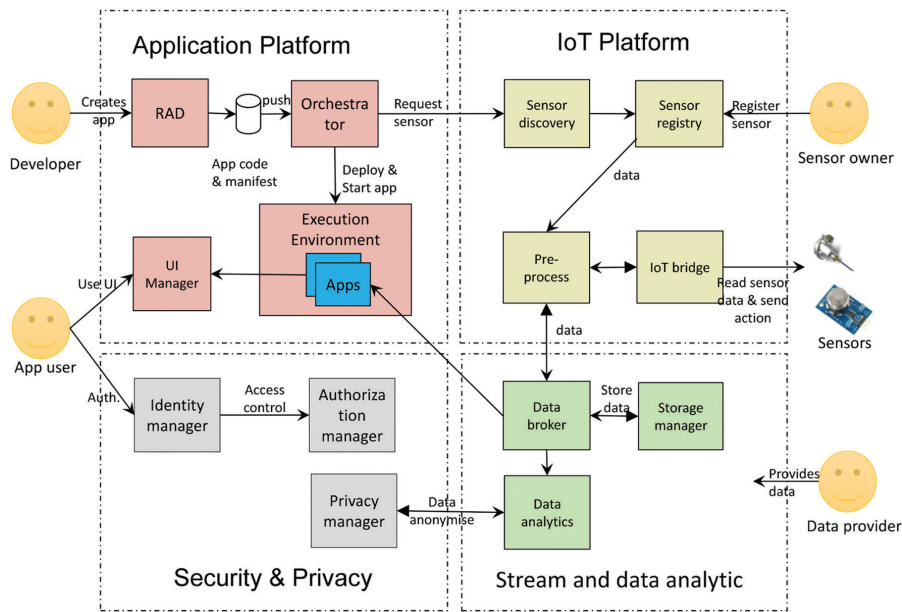 Application Platform
IoT Platform
Creates
app
RAD
push
Orchestra
tor
Request
sensor
Sensor
discovery
Sensor
registry
Register
sensor
Developer
App code
& manifest
Deploy &
Start app
data
Sensor owner
Execution
Environment
Apps
UI
Manager
Use UI
Pre-
process
IoT bridge
Read sensor
data & send
action
Sensors
data
App user
Auth.
Identity
manager
Access
control
Authoriza
tion
manager
Data
broker
Store
data
Storage
manager
Privacy
manager
Data
anonymise
Data
analytics
Provides
data
Data provider
Security & Privacy
Stream and data analytic